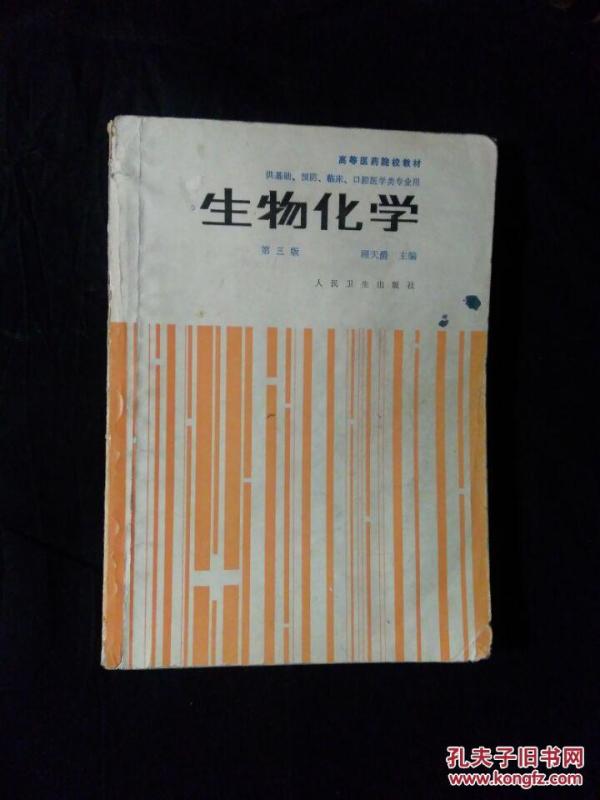 高等医药院校教材
供基础、预防、临床、口腔医学类专业用
生物化学
第三版 顾天爵 主编
人民卫生出版社
孔夫子旧书网
www.kongfz.com